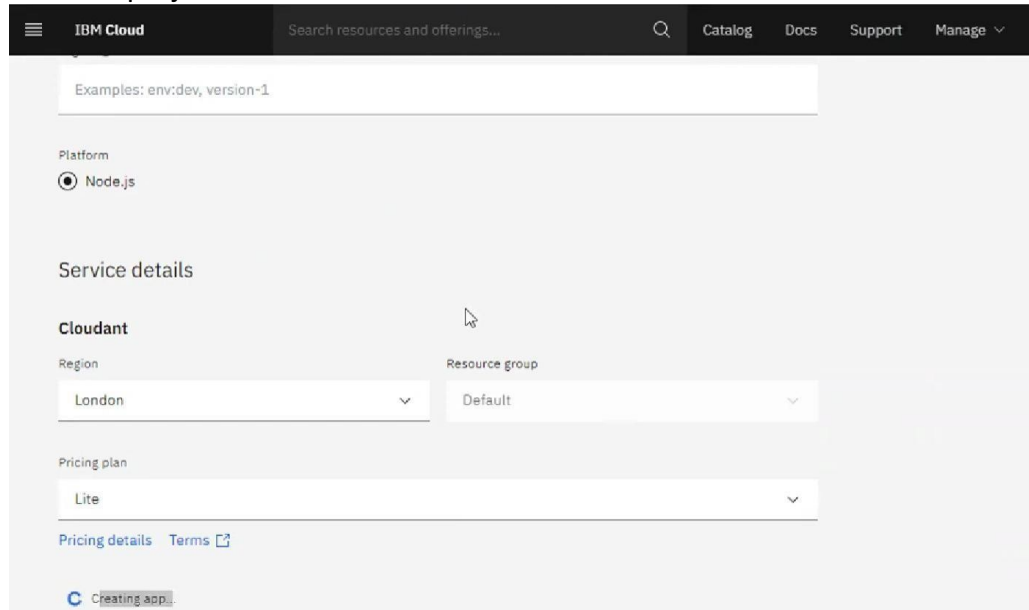 IBM Cloud Search resources and offerings... Catalog Docs Support Manage
Examples: env:dev, version-1
Platform
Node.js
Service details
Cloudant
Region Resource group
London Default
Pricing plan
Lite
Pricing details Terms
Creating app...